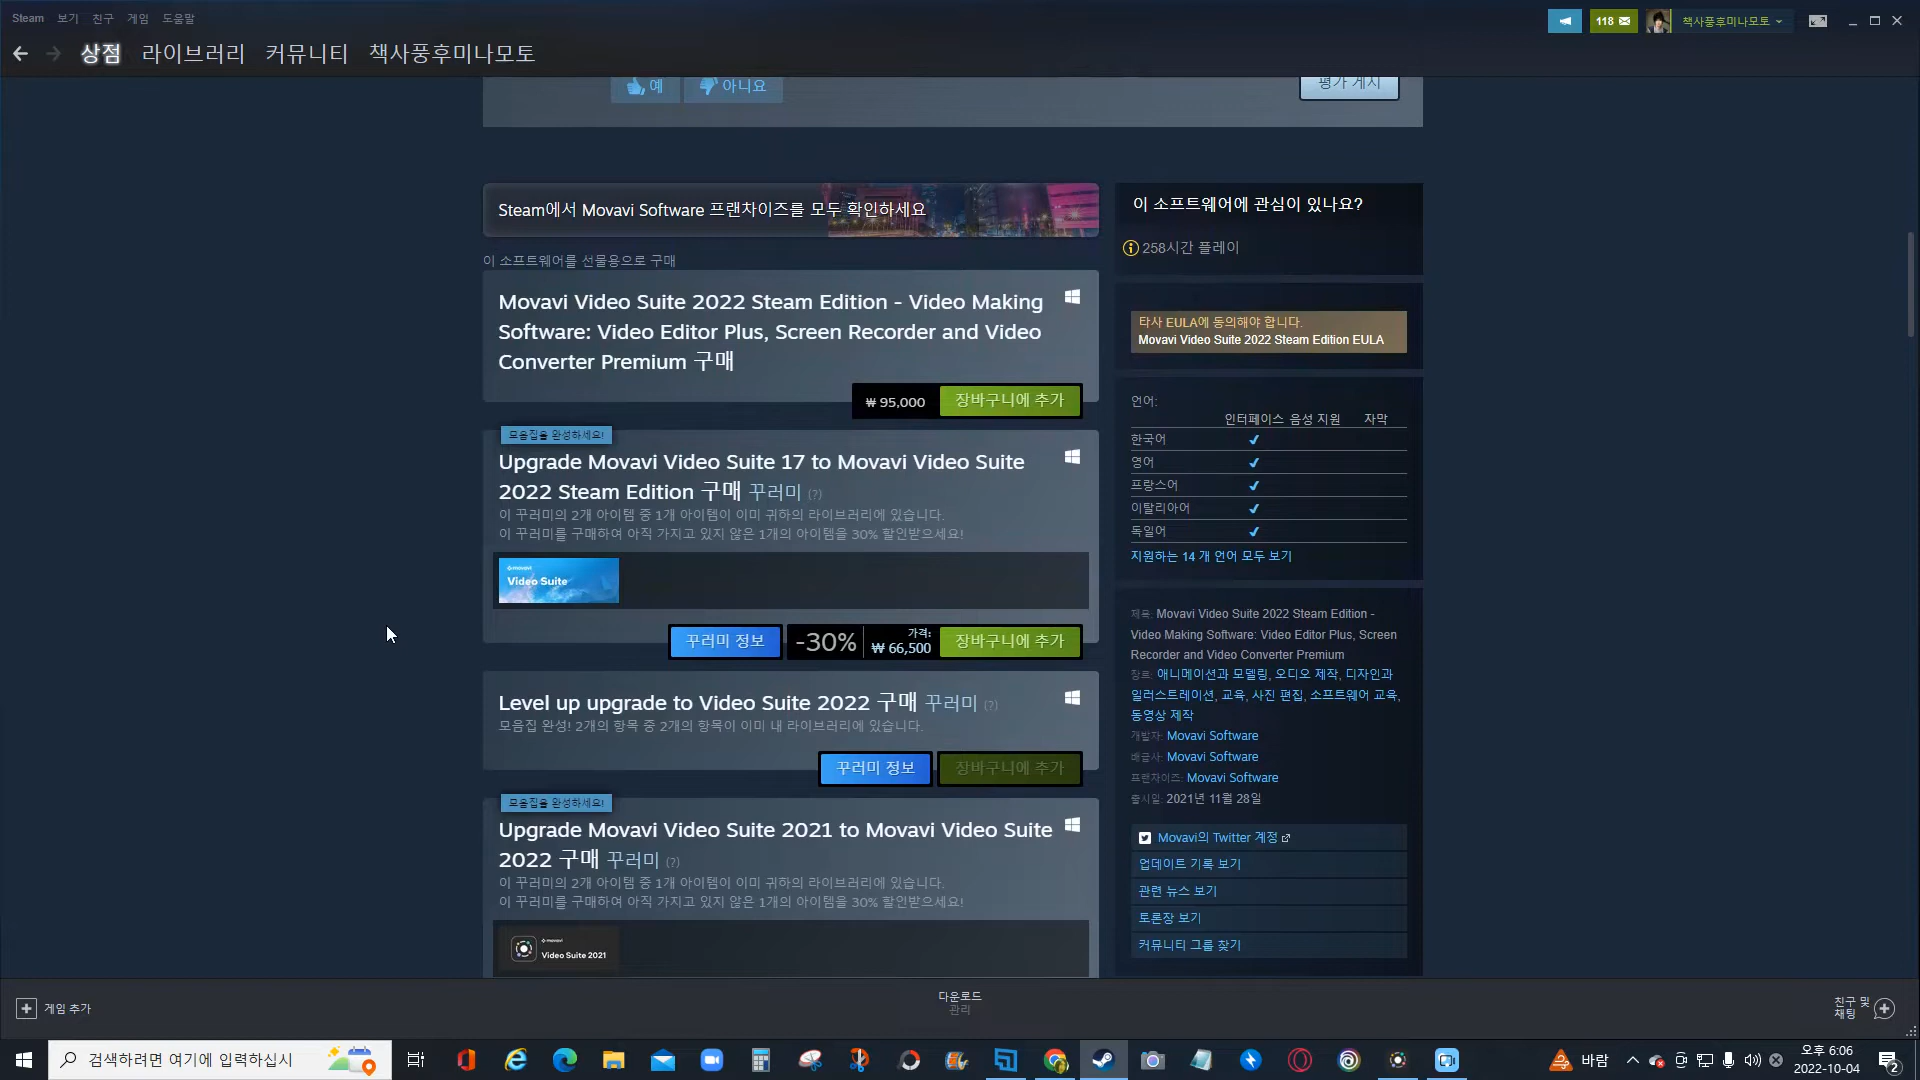 Steam 보기 친구 게임 도움말
118
책사풍후미나모토
상점 라이브러리 커뮤니티 책사풍후미나모토
예 아니요
평가 게시
Steam에서 Movavi Software 프랜차이즈를 모두 확인하세요
이 소프트웨어를 선물용으로 구매
Movavi Video Suite 2022 Steam Edition - Video Making
Software: Video Editor Plus, Screen Recorder and Video
Converter Premium 구매
₩ 95,000 장바구니에 추가
모음집을 완성하세요!
Upgrade Movavi Video Suite 17 to Movavi Video Suite
2022 Steam Edition 구매 꾸러미 (?)
이 꾸러미의 2개 아이템 중 1개 아이템이 이미 귀하의 라이브러리에 있습니다.
이 꾸러미를 구매하여 아직 가지고 있지 않은 1개의 아이템을 30% 할인받으세요!
movavi
Video Suite
꾸러미 정보 -30% 가격: ₩ 66,500 장바구니에 추가
Level up upgrade to Video Suite 2022 구매 꾸러미 (?)
모음집 완성! 2개의 항목 중 2개의 항목이 이미 내 라이브러리에 있습니다.
꾸러미 정보 장바구니에 추가
모음집을 완성하세요!
Upgrade Movavi Video Suite 2021 to Movavi Video Suite
2022 구매 꾸러미 (?)
이 꾸러미의 2개 아이템 중 1개 아이템이 이미 귀하의 라이브러리에 있습니다.
이 꾸러미를 구매하여 아직 가지고 있지 않은 1개의 아이템을 30% 할인받으세요!
movavi
Video Suite 2021
이 소프트웨어에 관심이 있나요?
258시간 플레이
타사 EULA에 동의해야 합니다.
Movavi Video Suite 2022 Steam Edition EULA
언어:
인터페이스 음성 지원 자막
한국어 ✔
영어 ✔
프랑스어 ✔
이탈리아어 ✔
독일어 ✔
지원하는 14 개 언어 모두 보기
제목: Movavi Video Suite 2022 Steam Edition -
Video Making Software: Video Editor Plus, Screen
Recorder and Video Converter Premium
장르: 애니메이션과 모델링, 오디오 제작, 디자인과
일러스트레이션, 교육, 사진 편집, 소프트웨어 교육,
동영상 제작
개발자: Movavi Software
배급사: Movavi Software
프랜차이즈: Movavi Software
출시일: 2021년 11월 28일
Movavi의 Twitter 계정
업데이트 기록 보기
관련 뉴스 보기
토론장 보기
커뮤니티 그룹 찾기
게임 추가
다운로드
관리
친구 및
채팅
검색하려면 여기에 입력하십시
바람
오후 6:06
2022-10-04
2